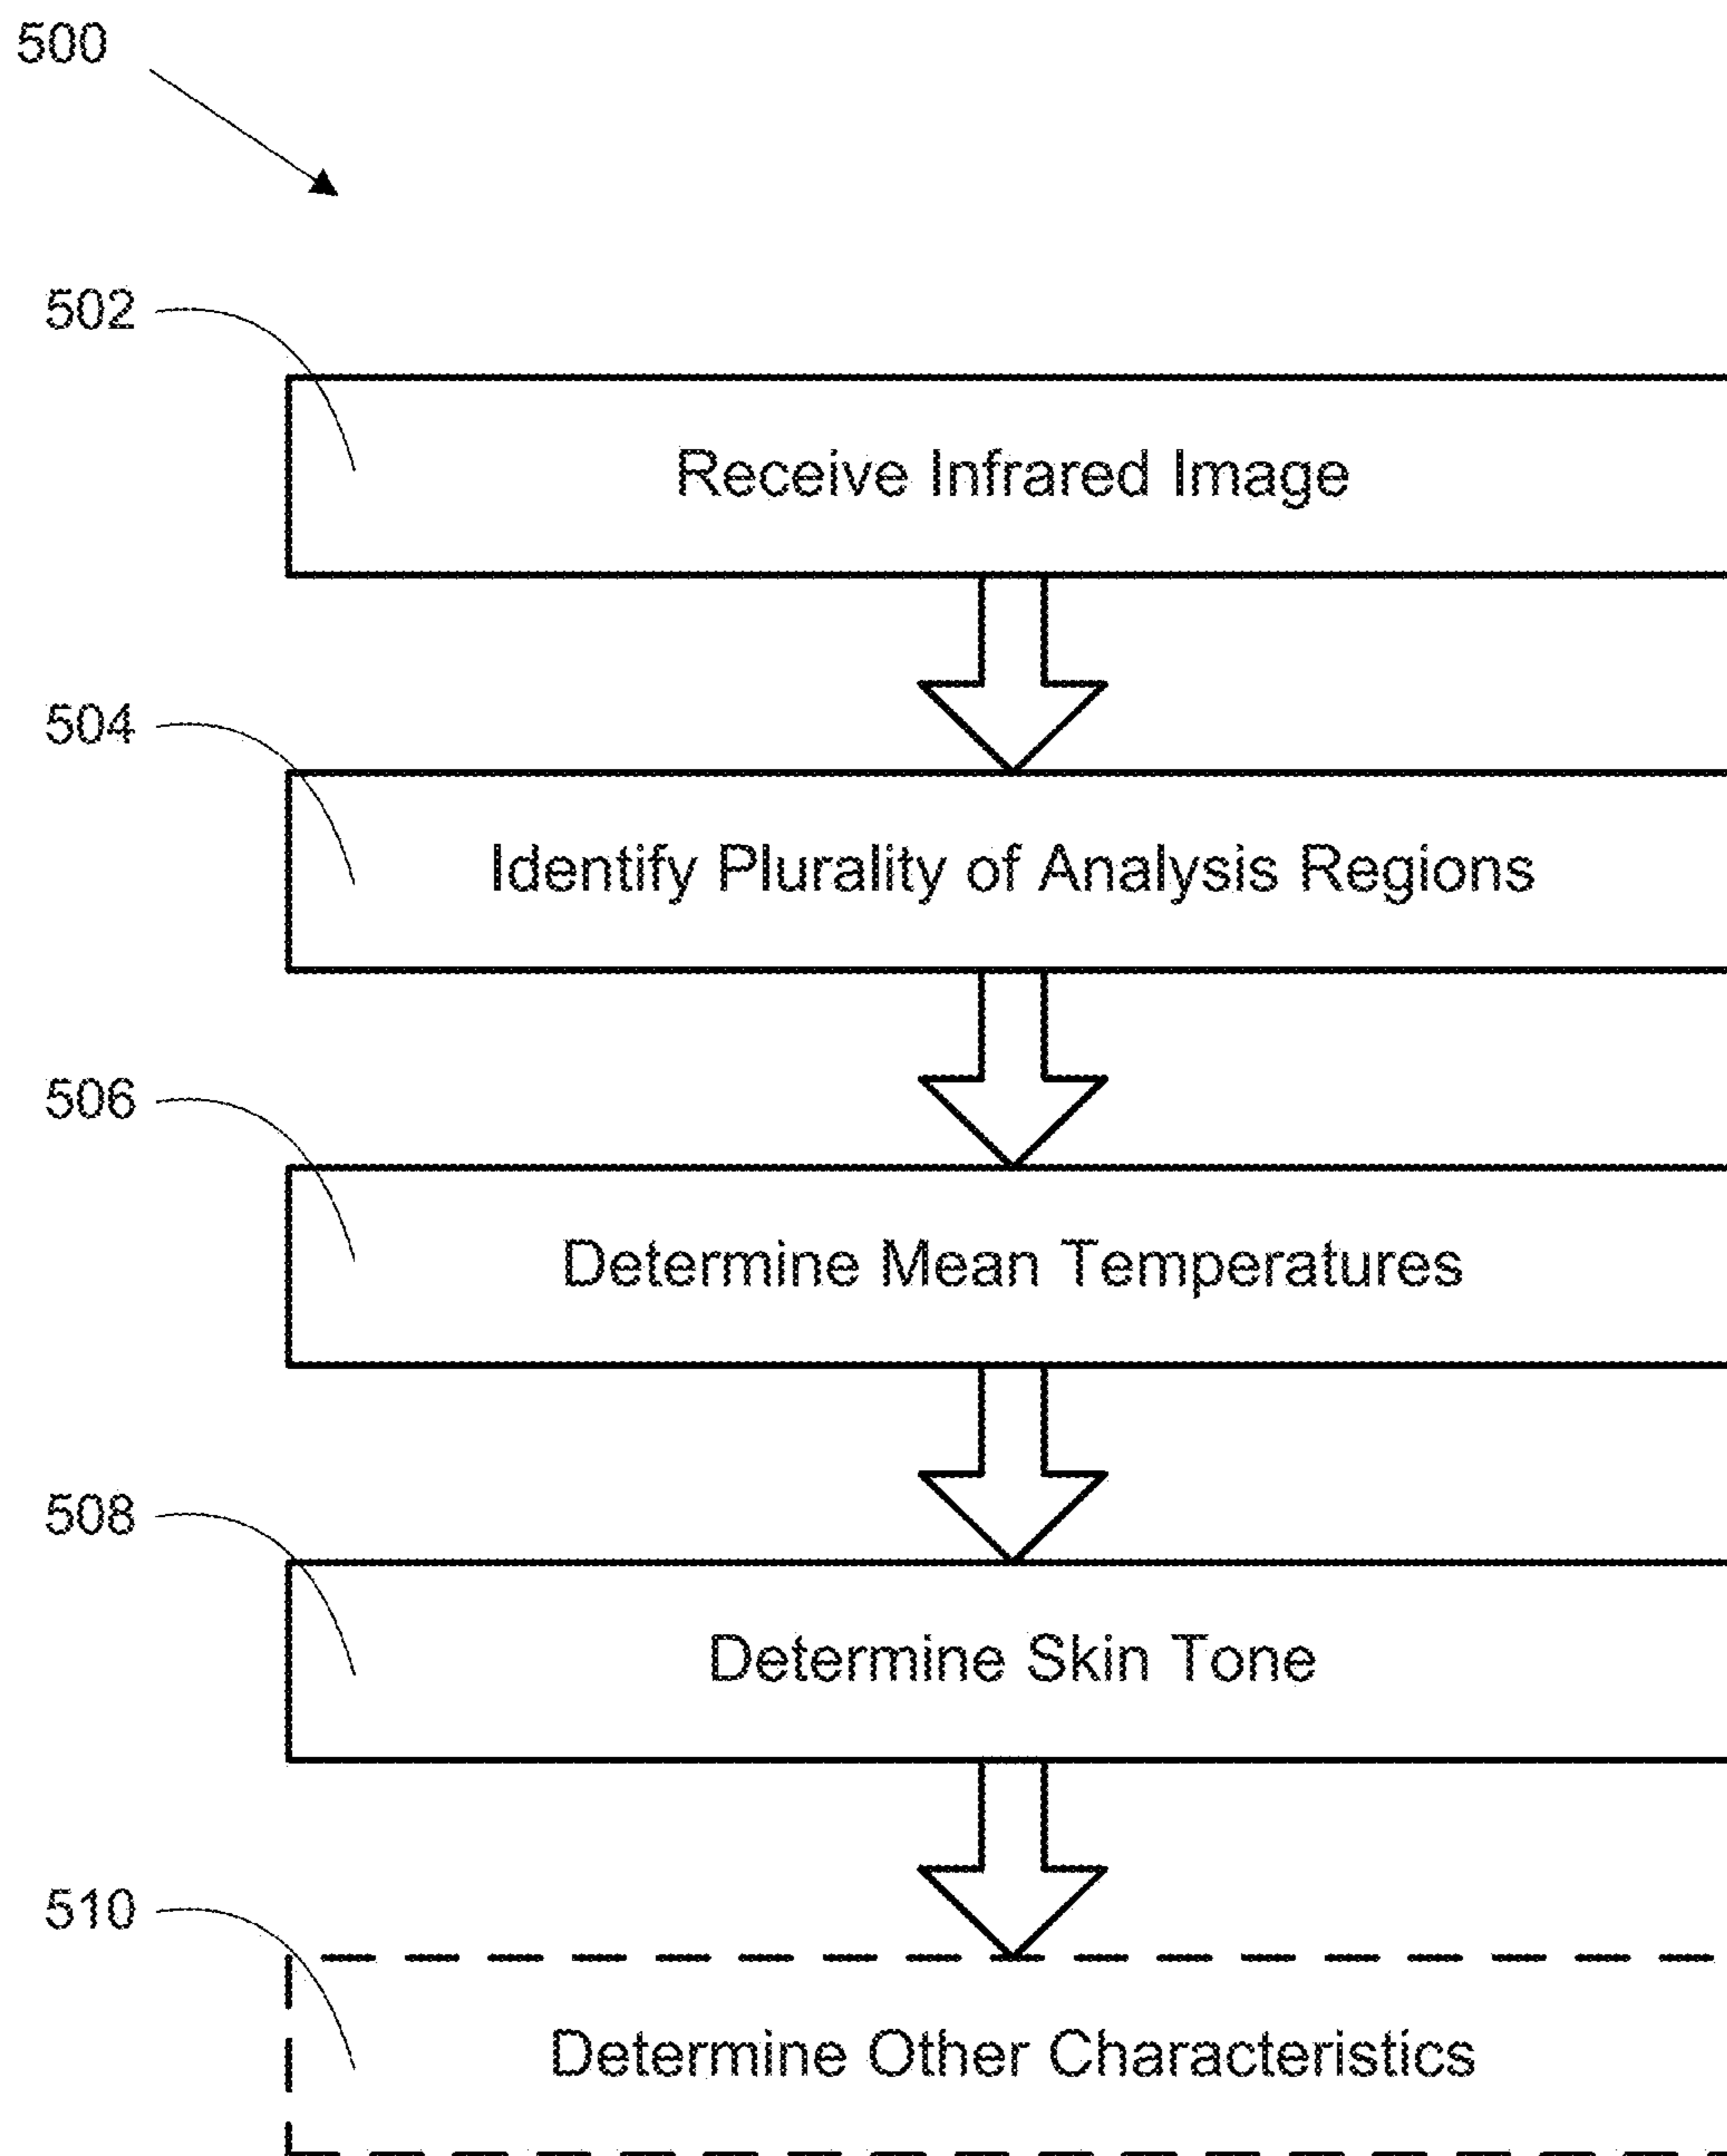 500
502
Receive Infrared Image
504
Identify Plurality of Analysis Regions
506
Determine Mean Temperatures
508
Determine Skin Tone
510
Determine Other Characteristics